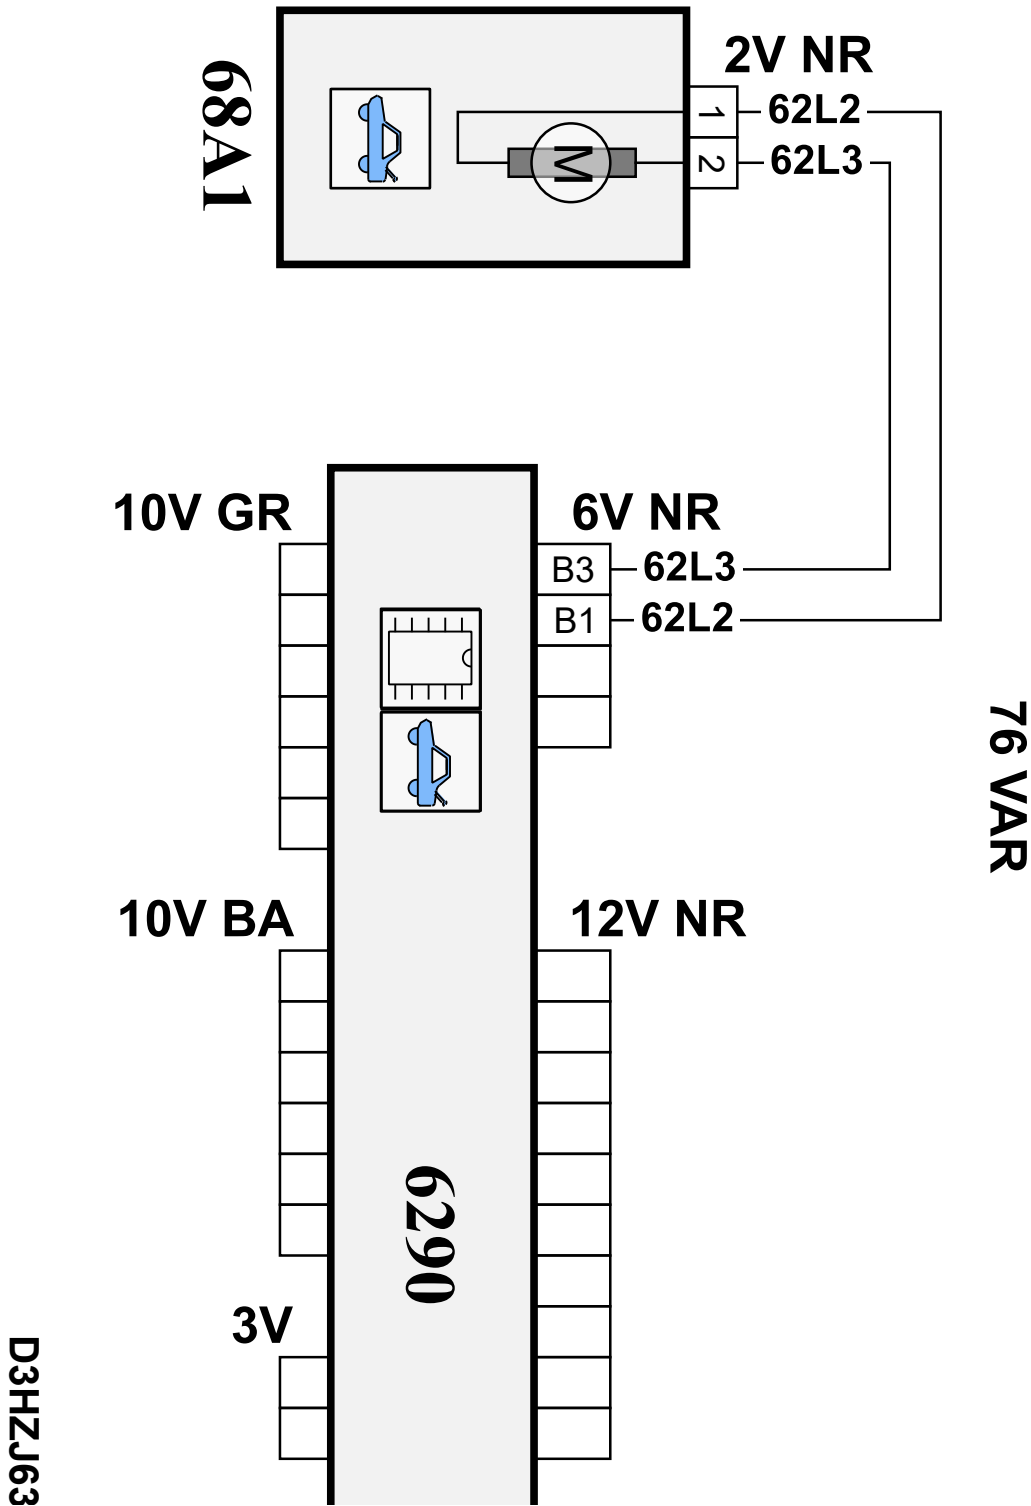 2V NR
68A1
M
1
62L2
2
62L3
10V GR
6V NR
B3
62L3
B1
62L2
76 VAR
10V BA
12V NR
6290
3V
D3HZJ63